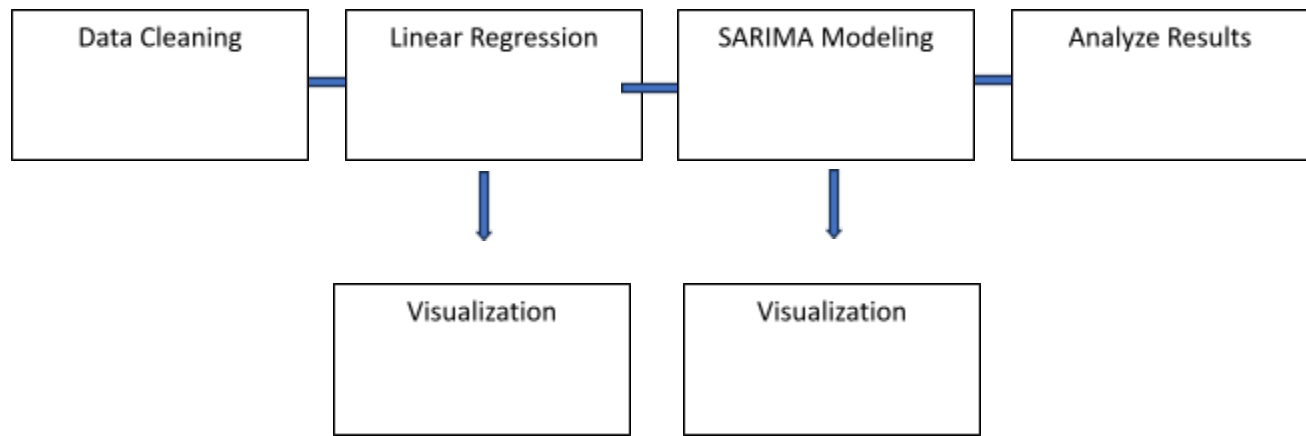 Data Cleaning
Linear Regression
SARIMA Modeling
Analyze Results
Visualization
Visualization